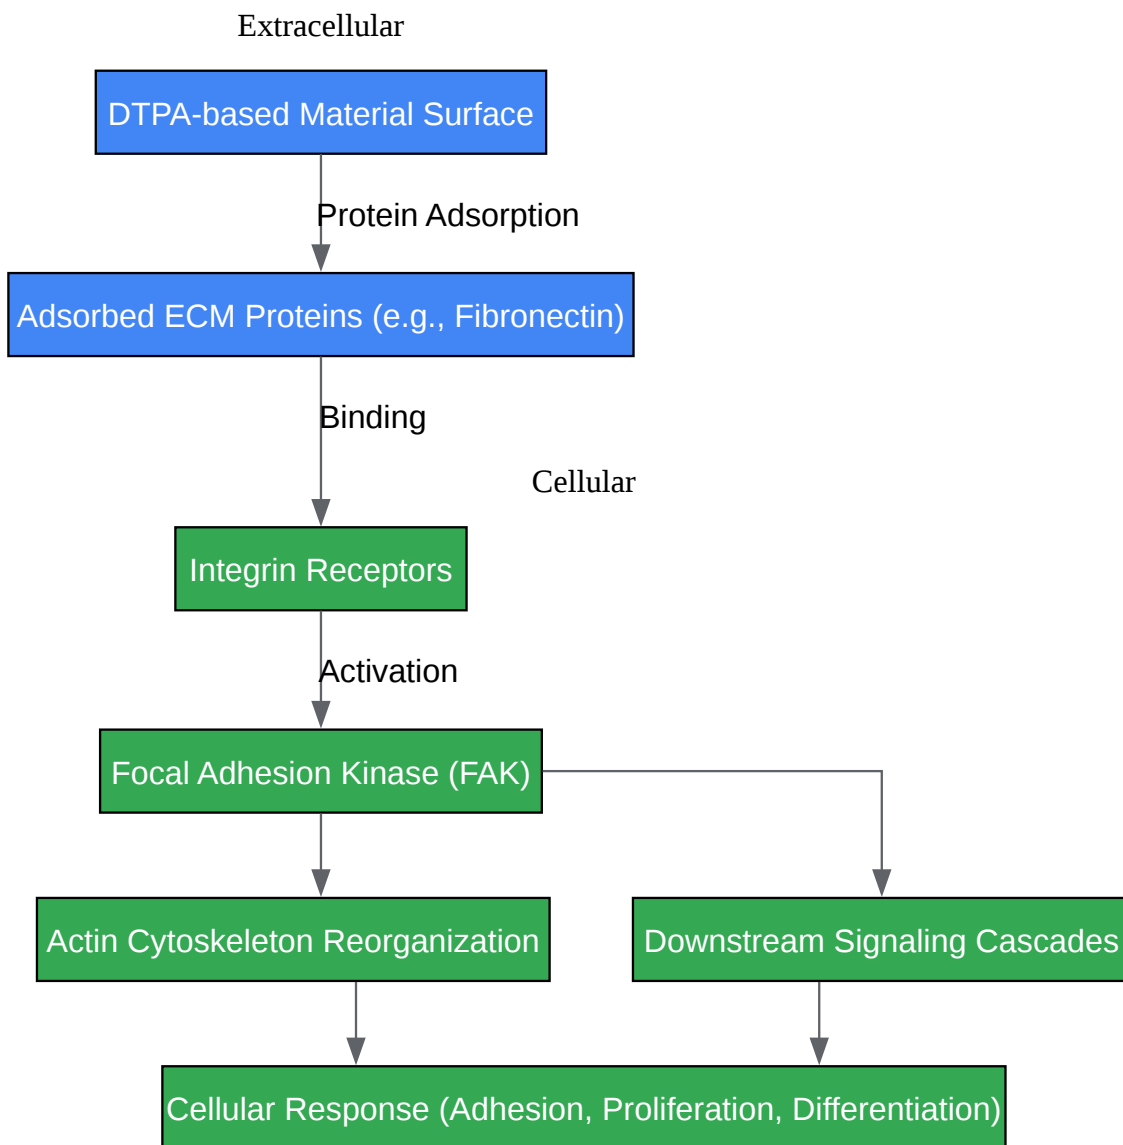 Extracellular
DTPA-based Material Surface
Protein Adsorption
Adsorbed ECM Proteins (e.g., Fibronectin)
Binding
Cellular
Integrin Receptors
Activation
Focal Adhesion Kinase (FAK)
Actin Cytoskeleton Reorganization
Downstream Signaling Cascades
Cellular Response (Adhesion, Proliferation, Differentiation)